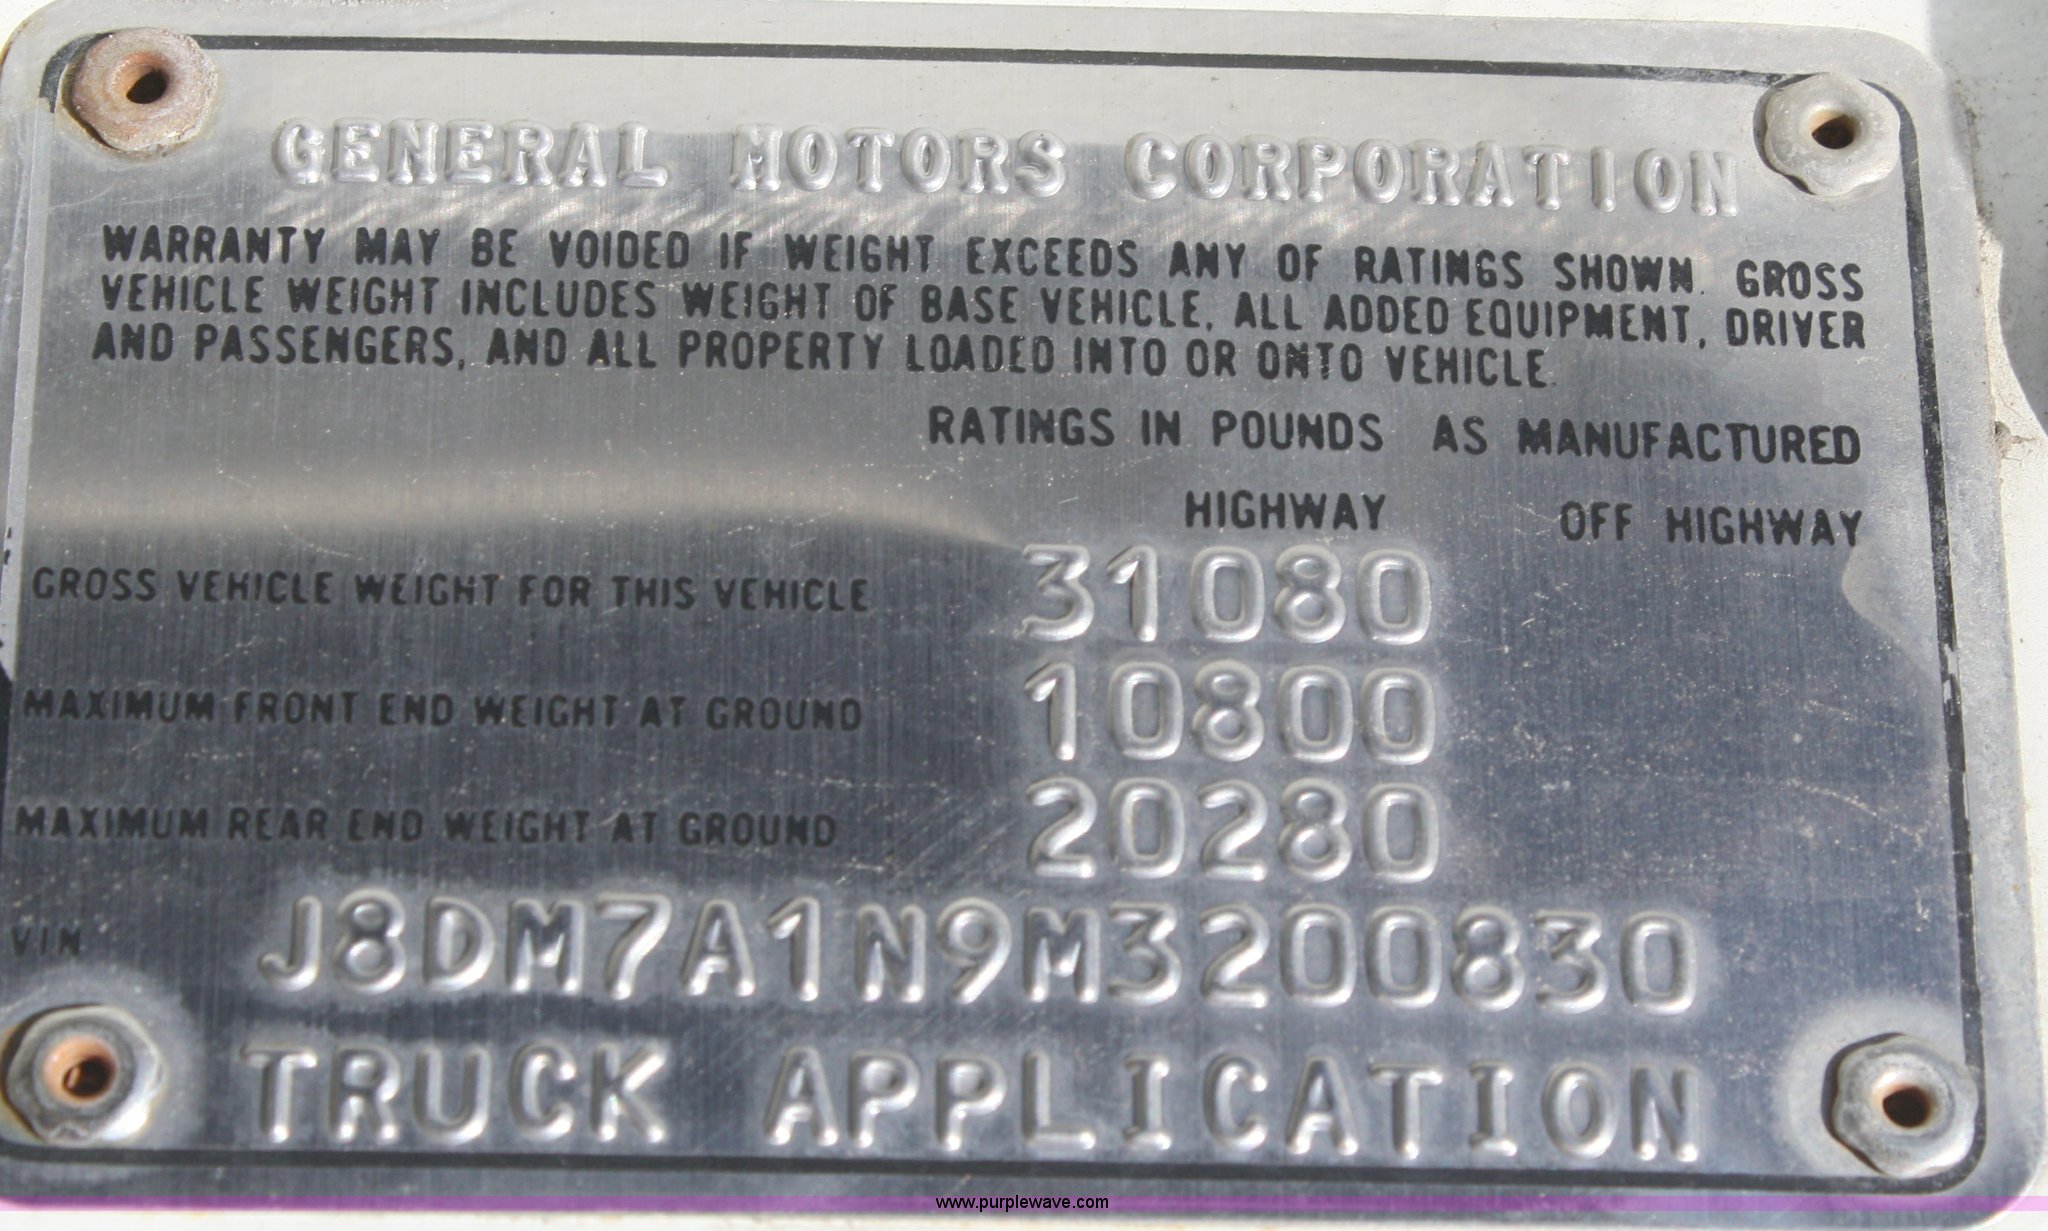 GENERAL MOTORS CORPORATION
WARRANTY MAY BE VOIDED IF WEIGHT EXCEEDS ANY OF RATINGS SHOWN. GROSS
VEHICLE WEIGHT INCLUDES WEIGHT OF BASE VEHICLE, ALL ADDED EQUIPMENT, DRIVER
AND PASSENGERS, AND ALL PROPERTY LOADED INTO OR ONTO VEHICLE.
RATINGS IN POUNDS AS MANUFACTURED
HIGHWAY OFF HIGHWAY
GROSS VEHICLE WEIGHT FOR THIS VEHICLE 31080
MAXIMUM FRONT END WEIGHT AT GROUND 10800
MAXIMUM REAR END WEIGHT AT GROUND 20280
VIN J8DM7A1N9M3200830
TRUCK APPLICATION
www.purplewave.com